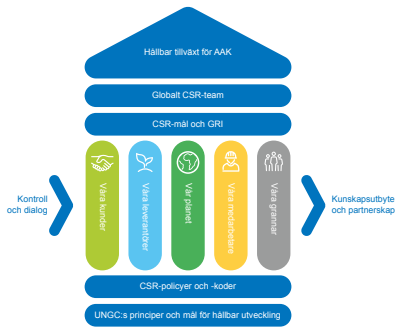 Hållbar tillväxt för AAK
Globalt CSR-team
CSR-mål och GRI
Kontroll
och dialog
Våra kunder
Våra leverantörer
Vår planet
Våra medarbetare
Våra grannar
Kunskapsutbyte
och partnerskap
CSR-policyer och -koder
UNGC:s principer och mål för hållbar utveckling